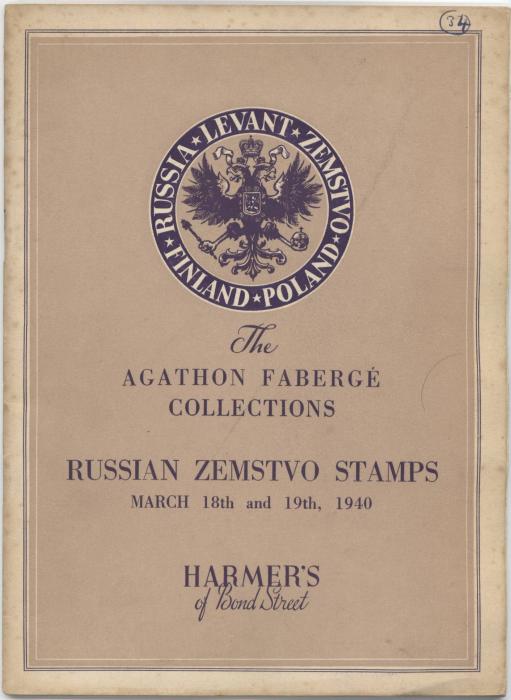 34
RUSSIA ★ LEVANT ★ ZEMSTVO ★ POLAND ★ FINLAND ★
The
AGATHON FABERGÉ
COLLECTIONS
RUSSIAN ZEMSTVO STAMPS
MARCH 18th and 19th, 1940
HARMER'S
of Bond Street